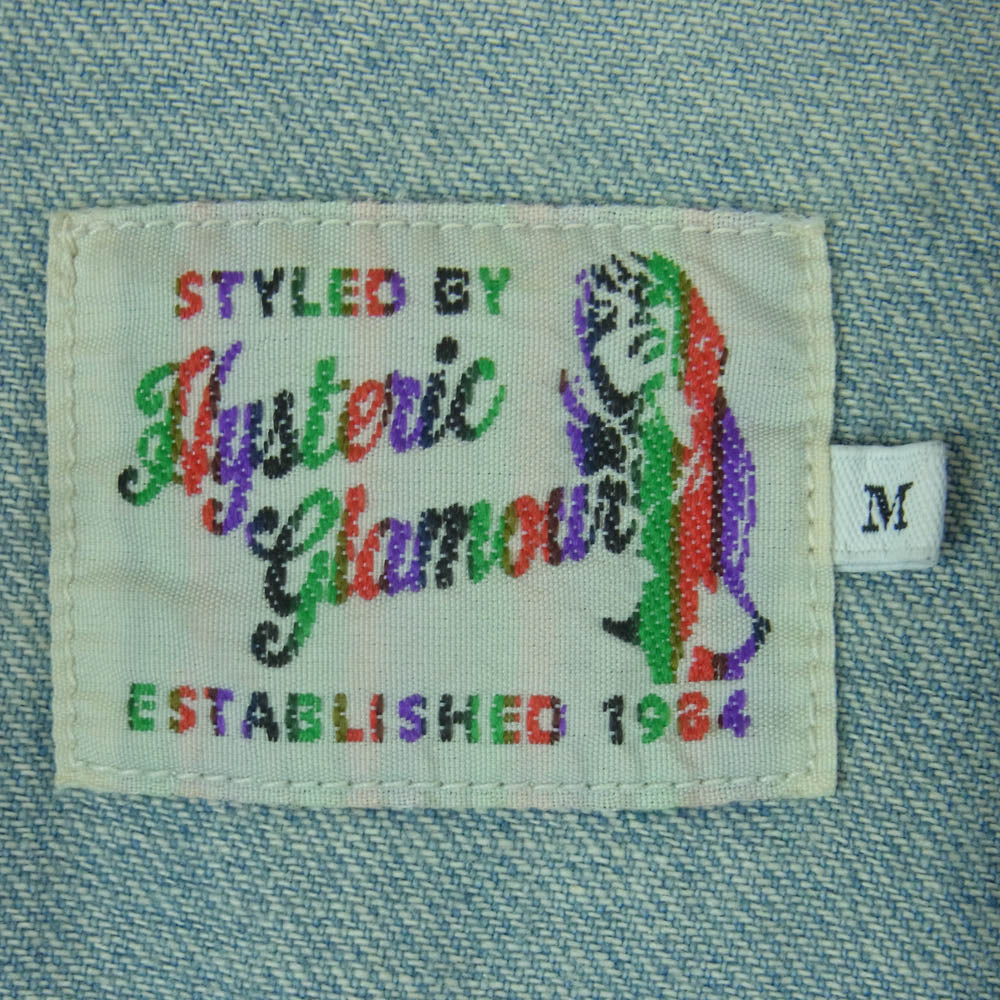 STYLED BY
Hysteric
Glamour
ESTABLISHED 1984
M